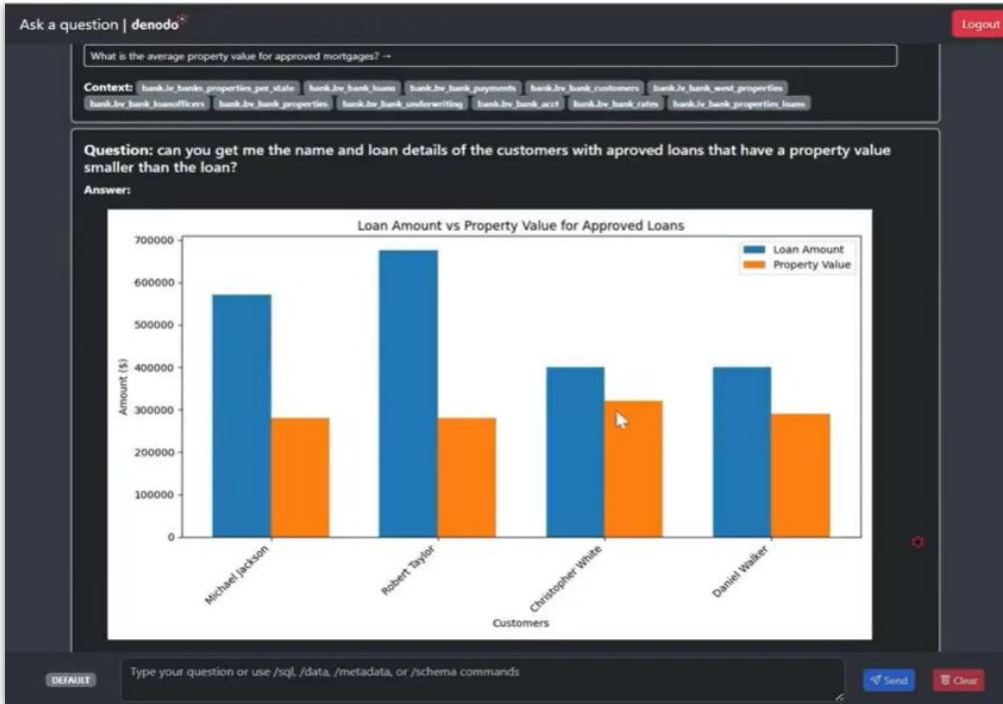 Ask a question | denodo
Logout
What is the average property value for approved mortgages? →
Context: bank.iv_banks_properties_per_state bank.bv_bank_loans bank.bv_bank_payments bank.bv_bank_customers bank.iv_bank_west_properties
bank.bv_bank_loanofficers bank.bv_bank_properties bank.bv_bank_underwriting bank.bv_bank_acct bank.bv_bank_rates bank.iv_bank_properties_loans
Question: can you get me the name and loan details of the customers with aproved loans that have a property value
smaller than the loan?
Answer:
Loan Amount vs Property Value for Approved Loans
Loan Amount
Property Value
Amount ($)
700000
600000
500000
400000
300000
200000
100000
0
Michael Jackson
Robert Taylor
Christopher White
Daniel Walker
Customers
DEFAULT
Type your question or use /sql, /data, /metadata, or /schema commands
Send
Clear